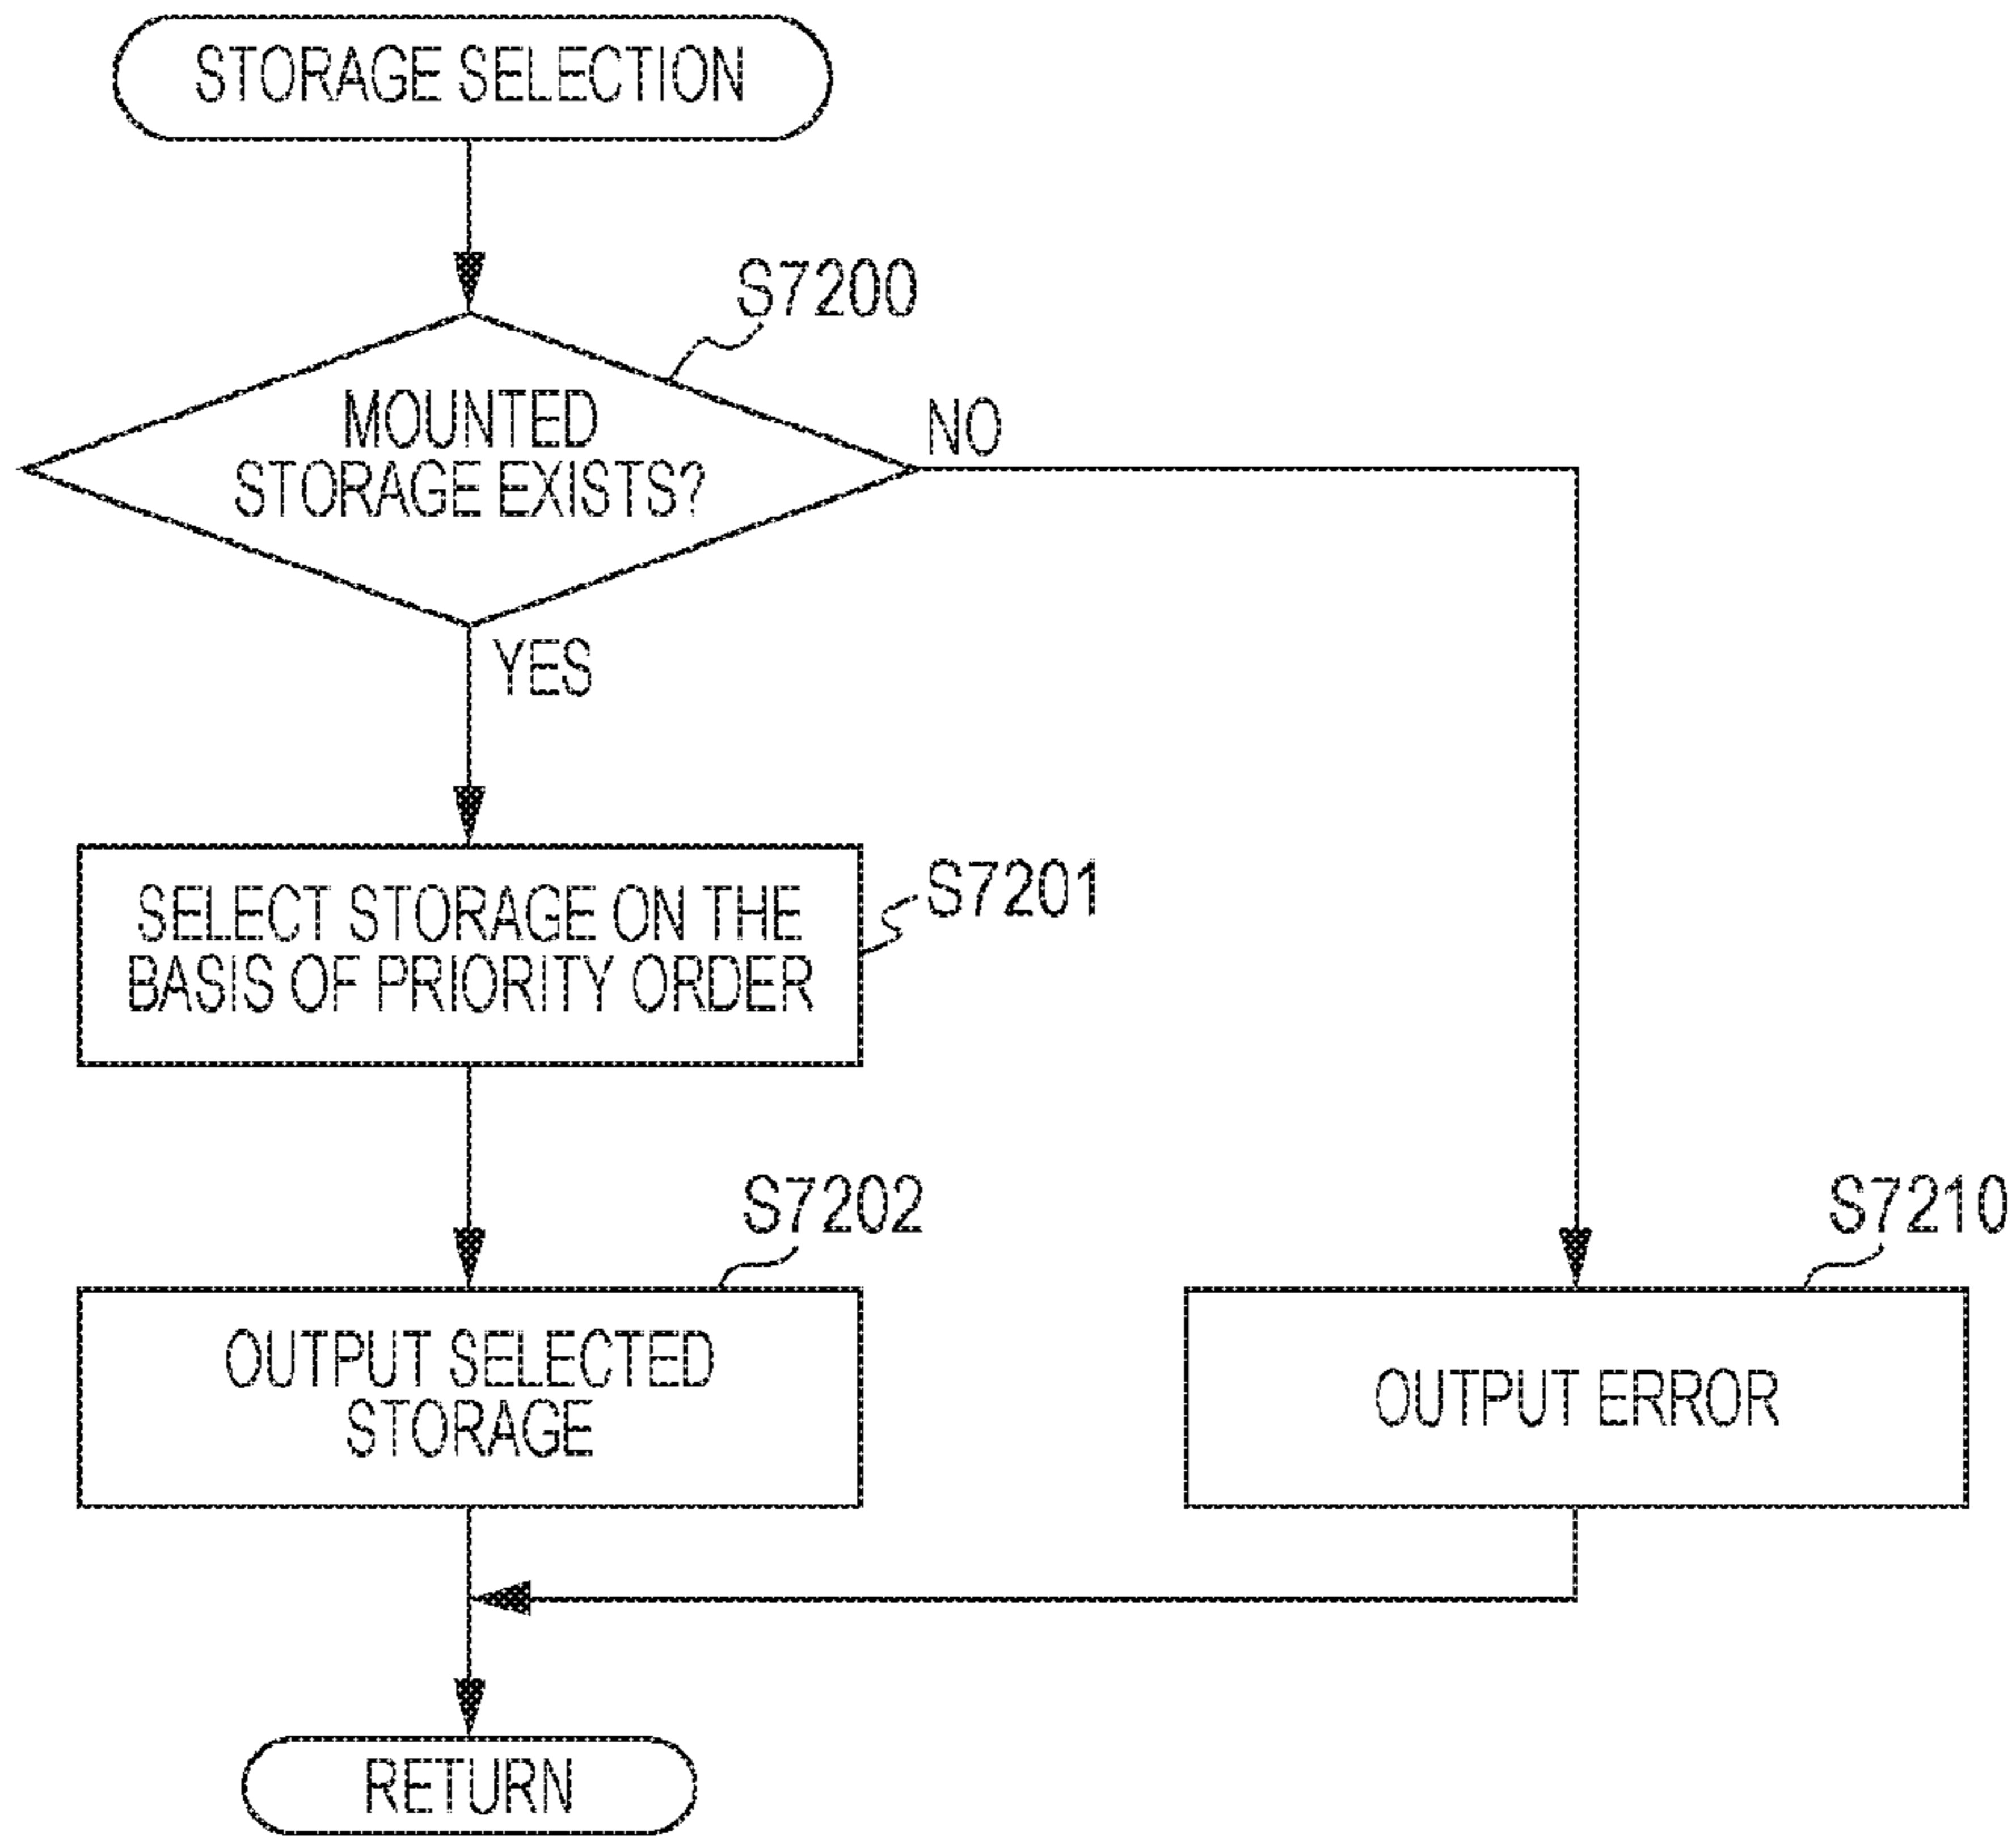 STORAGE SELECTION
S7200
MOUNTED
STORAGE EXISTS?
NO
YES
SELECT STORAGE ON THE
BASIS OF PRIORITY ORDER
S7201
S7202
OUTPUT SELECTED
STORAGE
S7210
OUTPUT ERROR
RETURN